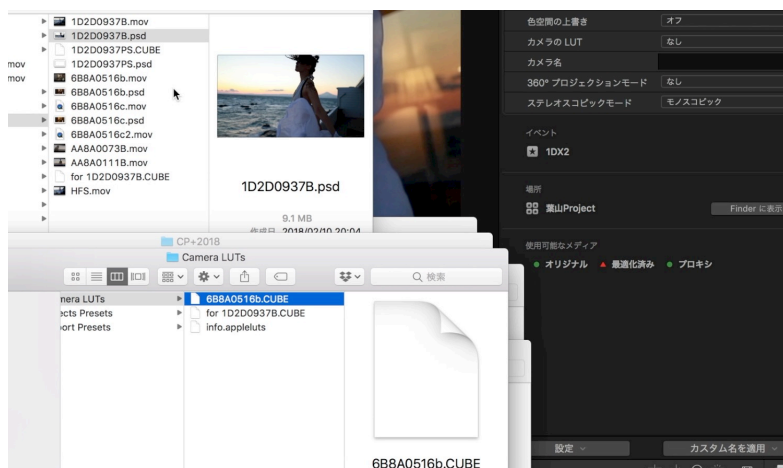 1D2D0937B.mov
1D2D0937B.psd
1D2D0937PS.CUBE
mov 1D2D0937PS.psd
mov 6B8A0516b.mov
6B8A0516b.psd
6B8A0516c.mov
6B8A0516c.psd
6B8A0516c2.mov
AA8A0073B.mov
AA8A0111B.mov
for 1D2D0937B.CUBE
HFS.mov
1D2D0937B.psd
9.1 MB
作成日 2018/02/10 20:04
色空間の上書き オフ
カメラの LUT なし
カメラ名
360° プロジェクションモード なし
ステレオスコピックモード モノスコピック
イベント
1DX2
場所
葉山Project Finder に表示
使用可能なメディア
オリジナル 最適化済み プロキシ
CP+2018
Camera LUTs
検索
mera LUTs
ects Presets
ort Presets
6B8A0516b.CUBE
for 1D2D0937B.CUBE
info.appleluts
6B8A0516b.CUBE
設定 カスタム名を適用